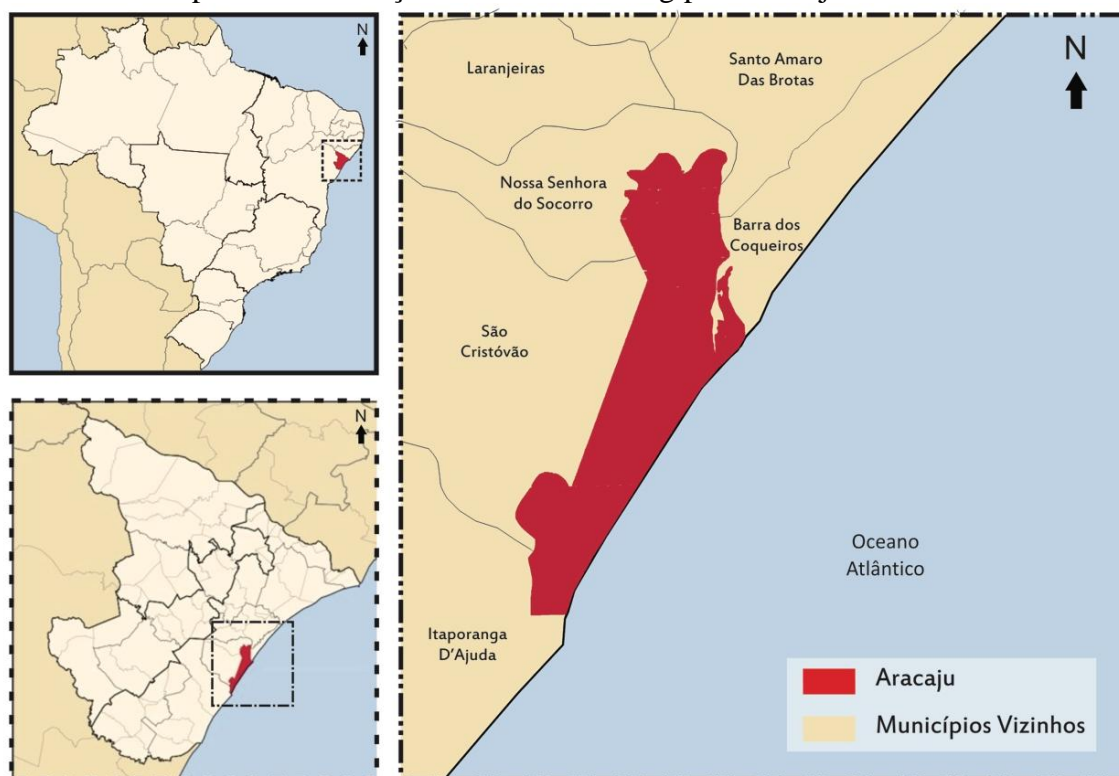 N
N
Laranjeiras
Santo Amaro
Das Brotas
N
Nossa Senhora
do Socorro
Barra dos
Coqueiros
São
Cristóvão
Oceano
Atlântico
Itaporanga
D'Ajuda
Aracaju
Municípios Vizinhos